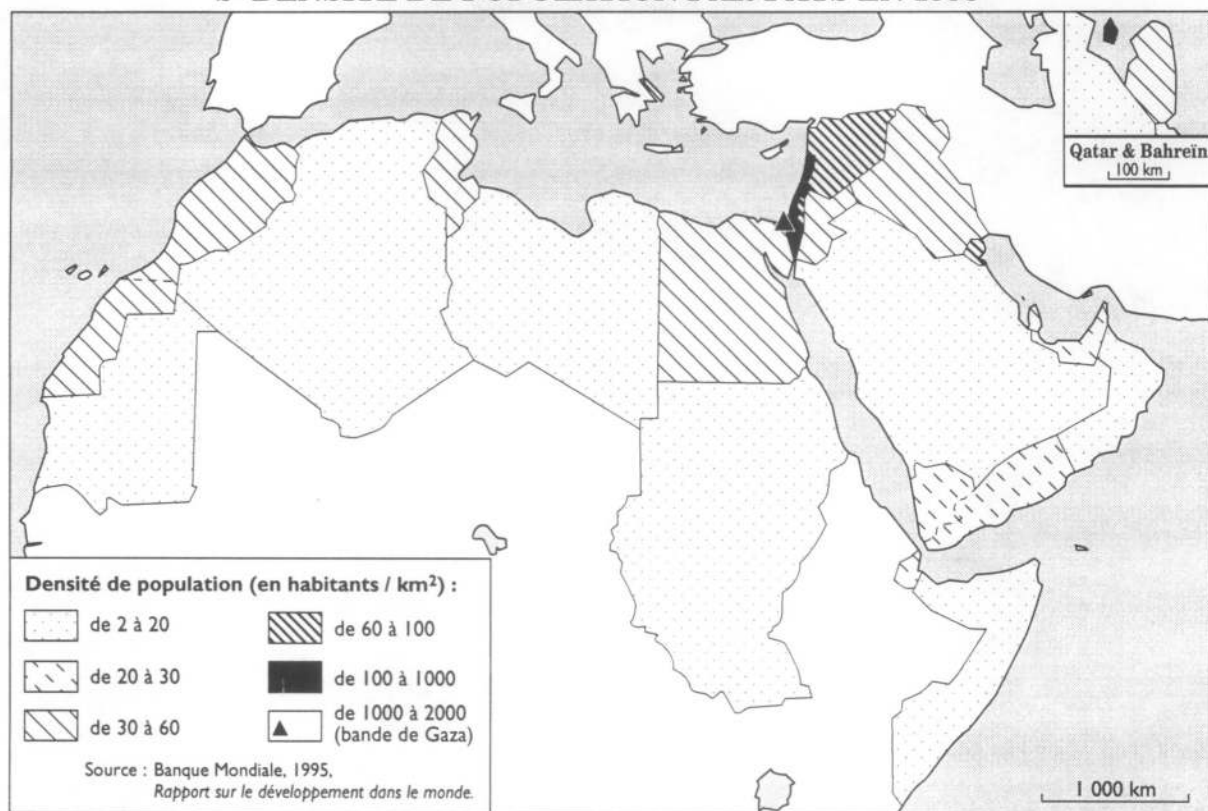 Qatar & Bahreïn
100 km
Densité de population (en habitants / km²) :
de 2 à 20
de 60 à 100
de 20 à 30
de 100 à 1000
de 30 à 60
de 1000 à 2000
(bande de Gaza)
Source : Banque Mondiale, 1995,
Rapport sur le développement dans le monde.
1 000 km